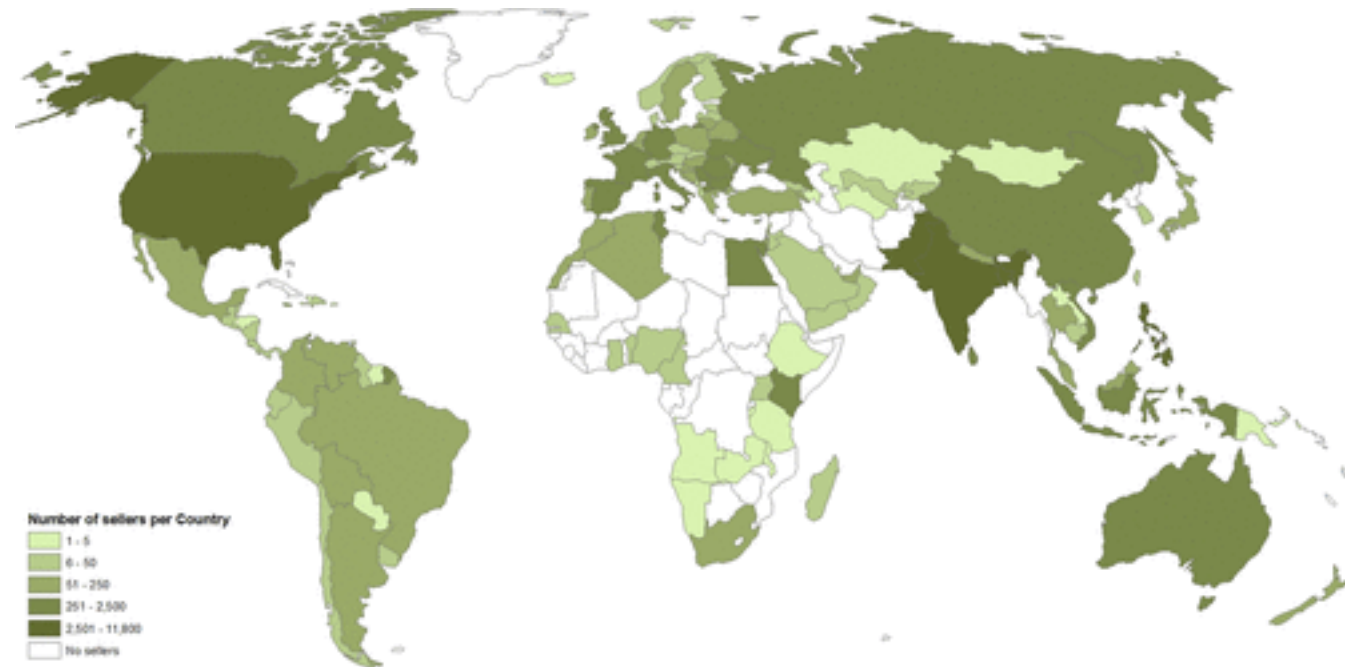 Number of sellers per Country
1 - 5
6 - 50
51 - 250
251 - 2,500
2,501 - 11,800
No sellers